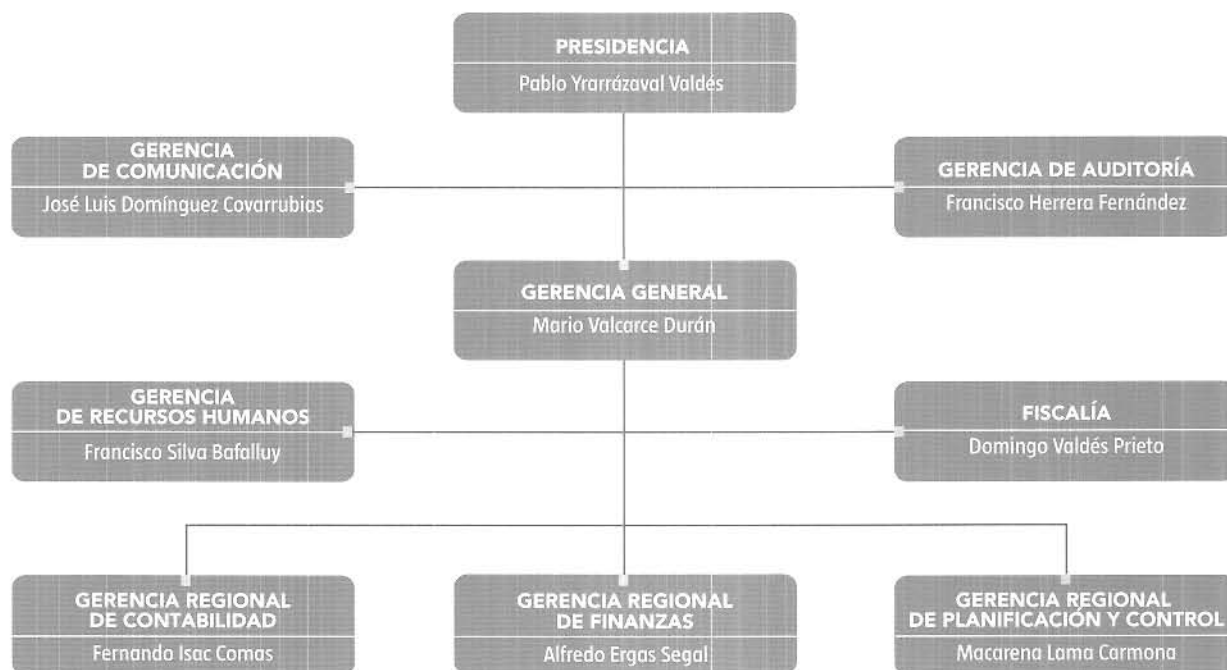 PRESIDENCIA
Pablo Yrarrázaval Valdés
GERENCIA
DE COMUNICACIÓN
José Luis Domínguez Covarrubias
GERENCIA DE AUDITORÍA
Francisco Herrera Fernández
GERENCIA GENERAL
Mario Valcarce Durán
GERENCIA
DE RECURSOS HUMANOS
Francisco Silva Bafalluy
FISCALÍA
Domingo Valdés Prieto
GERENCIA REGIONAL
DE CONTABILIDAD
Fernando Isac Comas
GERENCIA REGIONAL
DE FINANZAS
Alfredo Ergas Segal
GERENCIA REGIONAL
DE PLANIFICACIÓN Y CONTROL
Macarena Lama Carmona